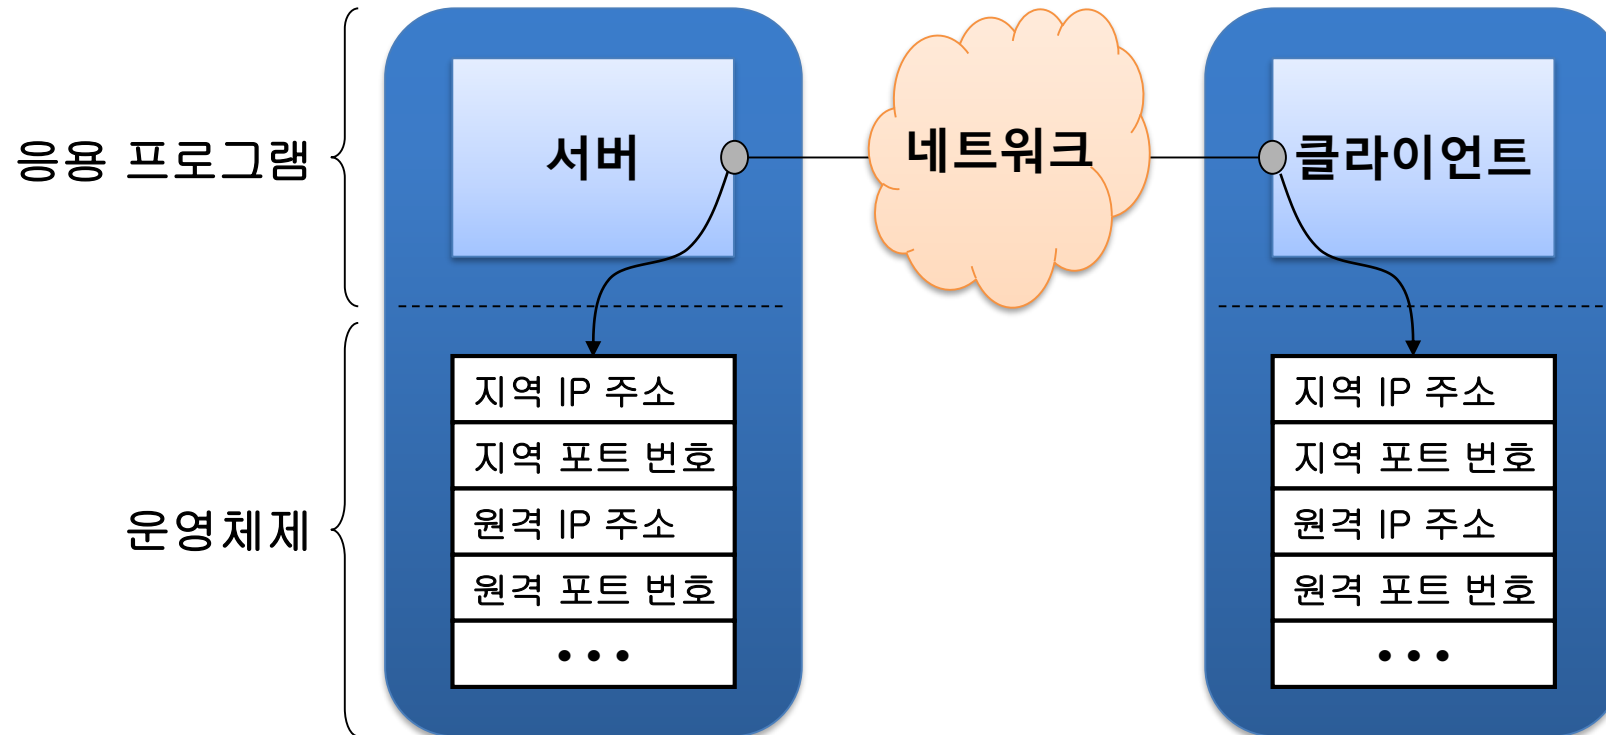 응용 프로그램
서버
네트워크
클라이언트
운영체제
지역 IP 주소
지역 포트 번호
원격 IP 주소
원격 포트 번호
•••
지역 IP 주소
지역 포트 번호
원격 IP 주소
원격 포트 번호
•••